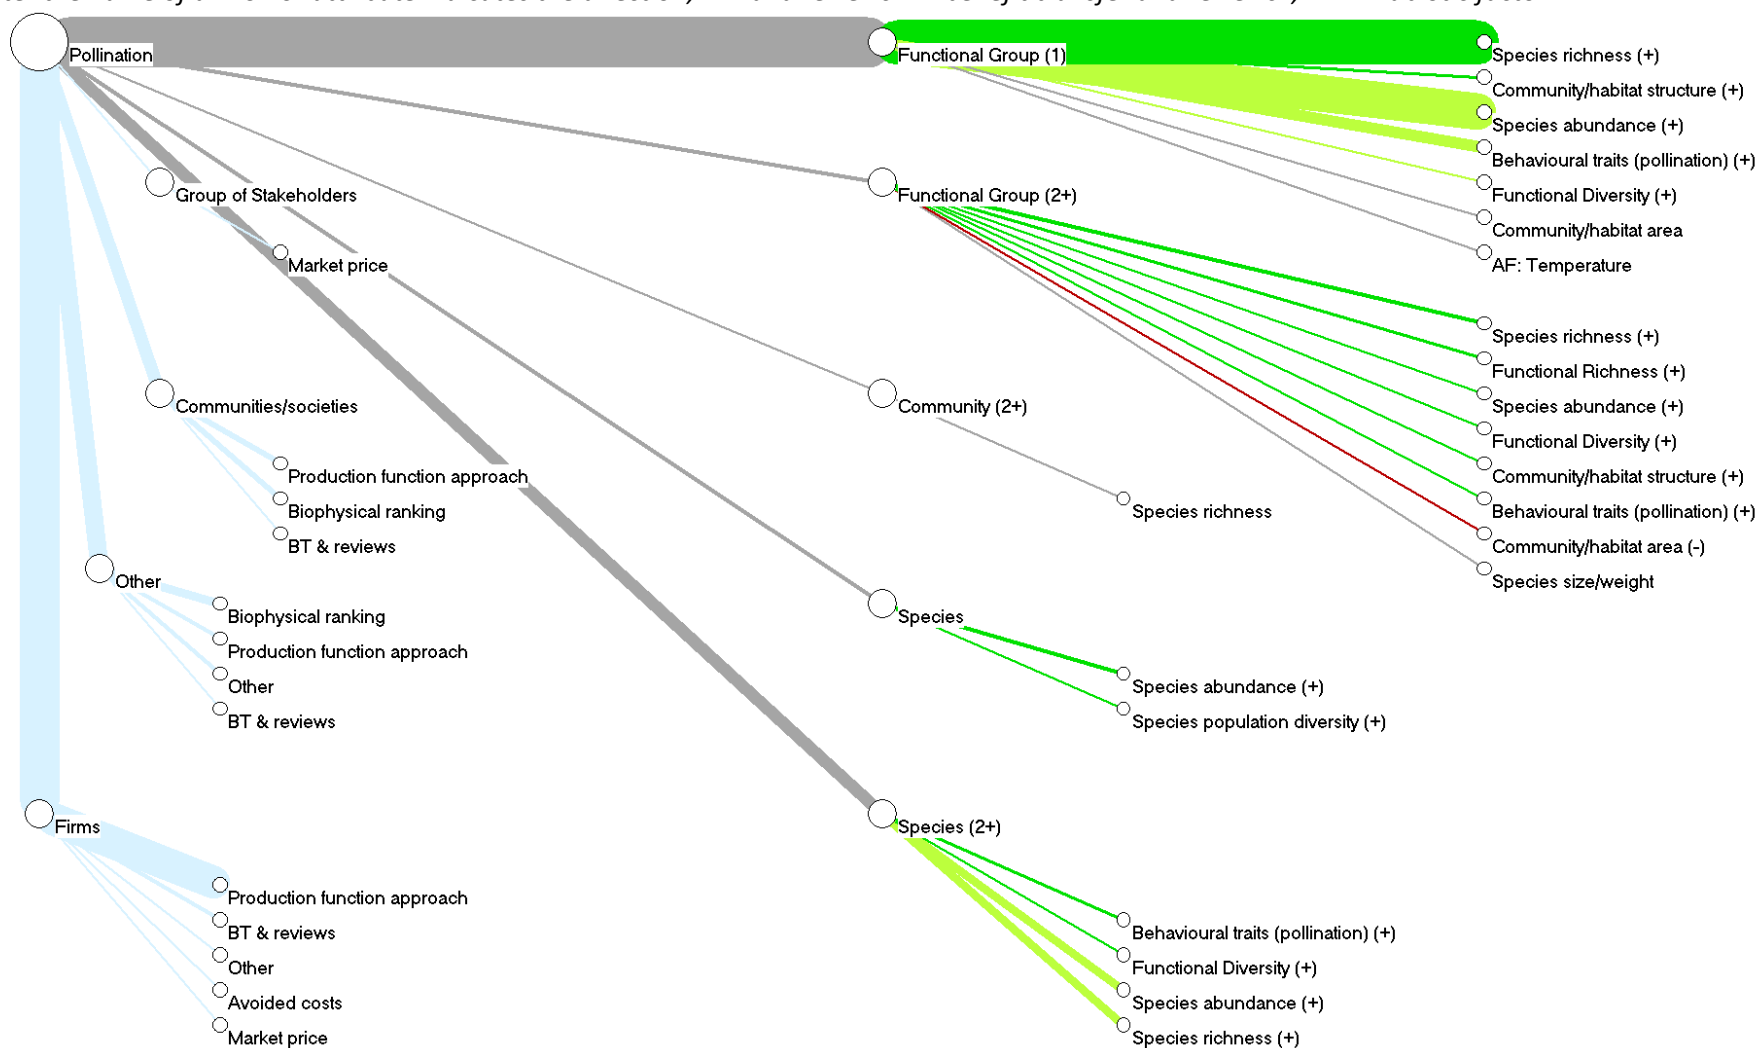 Pollination
Functional Group (1)
Species richness (+)
Community/habitat structure (+)
Species abundance (+)
Behavioural traits (pollination) (+)
Functional Diversity (+)
Community/habitat area
AF: Temperature
Group of Stakeholders
Market price
Functional Group (2+)
Species richness (+)
Functional Richness (+)
Species abundance (+)
Functional Diversity (+)
Community/habitat structure (+)
Behavioural traits (pollination) (+)
Community/habitat area (-)
Species size/weight
Communities/societies
Production function approach
Biophysical ranking
BT & reviews
Community (2+)
Species richness
Other
Biophysical ranking
Production function approach
Other
BT & reviews
Species
Species abundance (+)
Species population diversity (+)
Firms
Production function approach
BT & reviews
Other
Avoided costs
Market price
Species (2+)
Behavioural traits (pollination) (+)
Functional Diversity (+)
Species abundance (+)
Species richness (+)